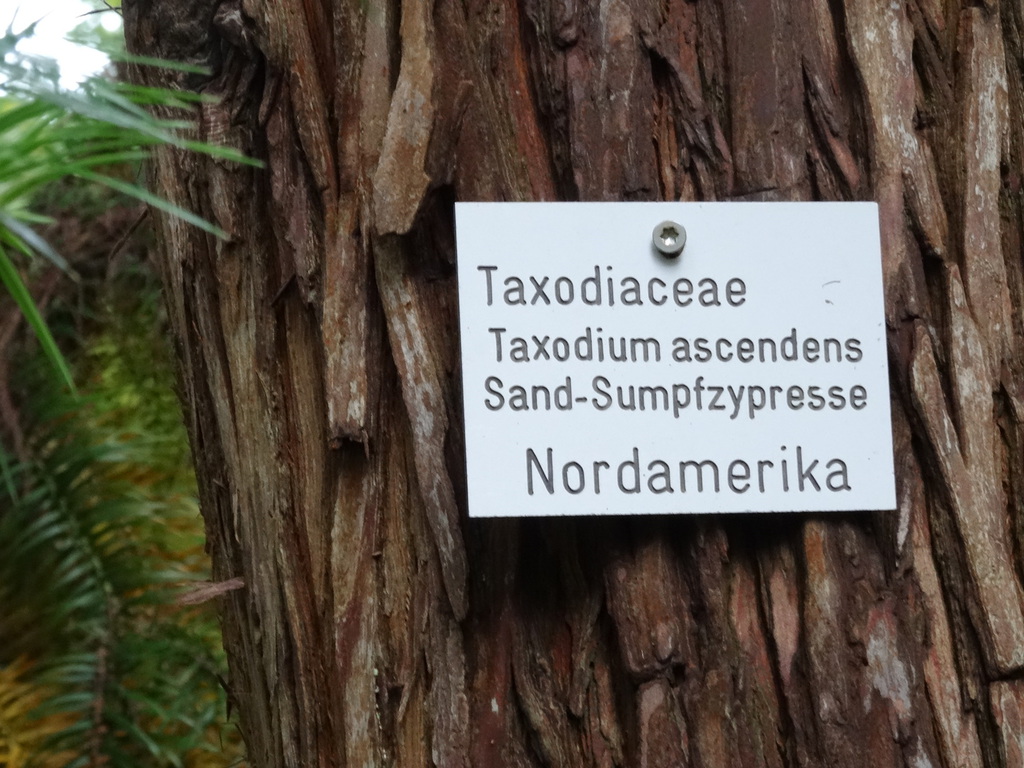 Taxodiaceae
Taxodium ascendens
Sand-Sumpfzypresse
Nordamerika